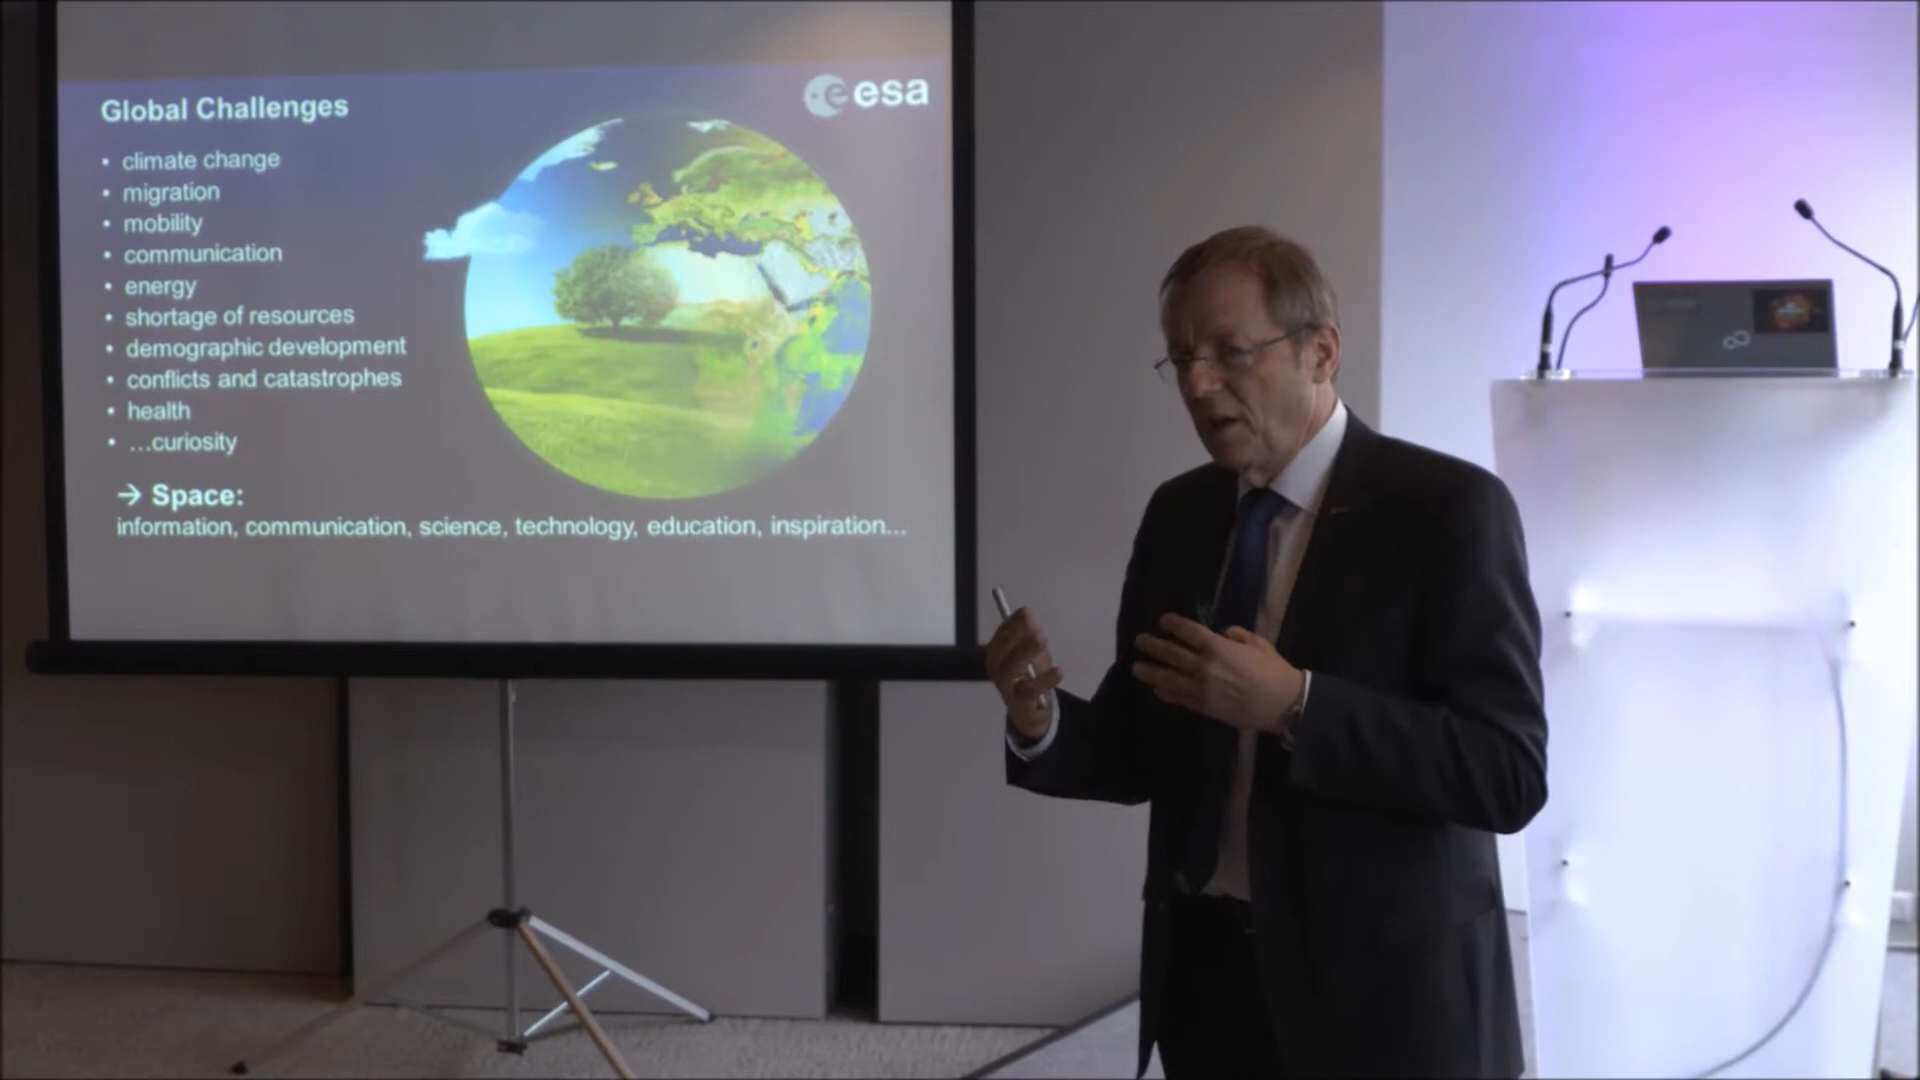 Global Challenges
esa
• climate change
• migration
• mobility
• communication
• energy
• shortage of resources
• demographic development
• conflicts and catastrophes
• health
• ...curiosity
→ Space:
information, communication, science, technology, education, inspiration...